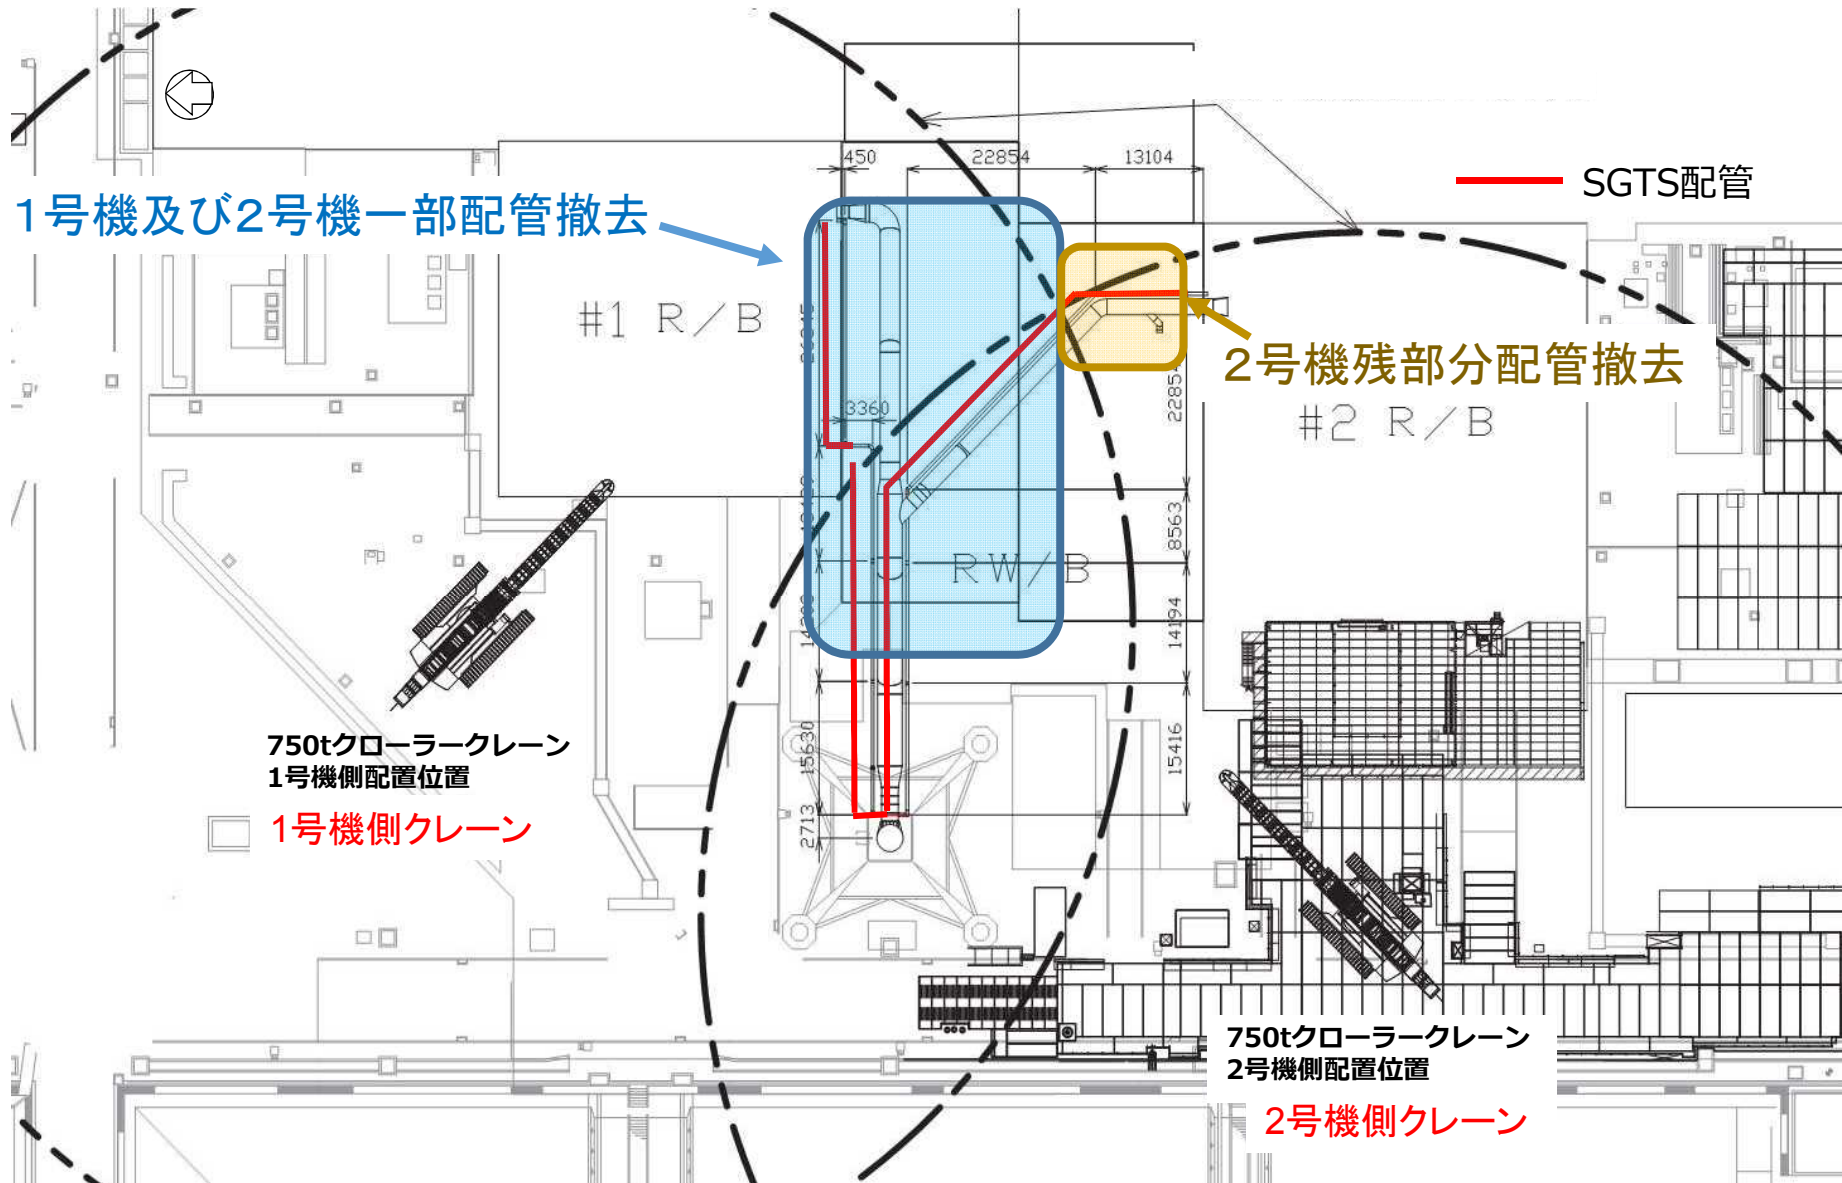 450
22854
13104
SGTS配管
1号機及び2号機一部配管撤去
#1 R/B
2号機残部分配管撤去
3360
#2 R/B
8563
RW/B
14194
750tクローラークレーン
1号機側配置位置
1号機側クレーン
15630
15416
2713
750tクローラークレーン
2号機側配置位置
2号機側クレーン